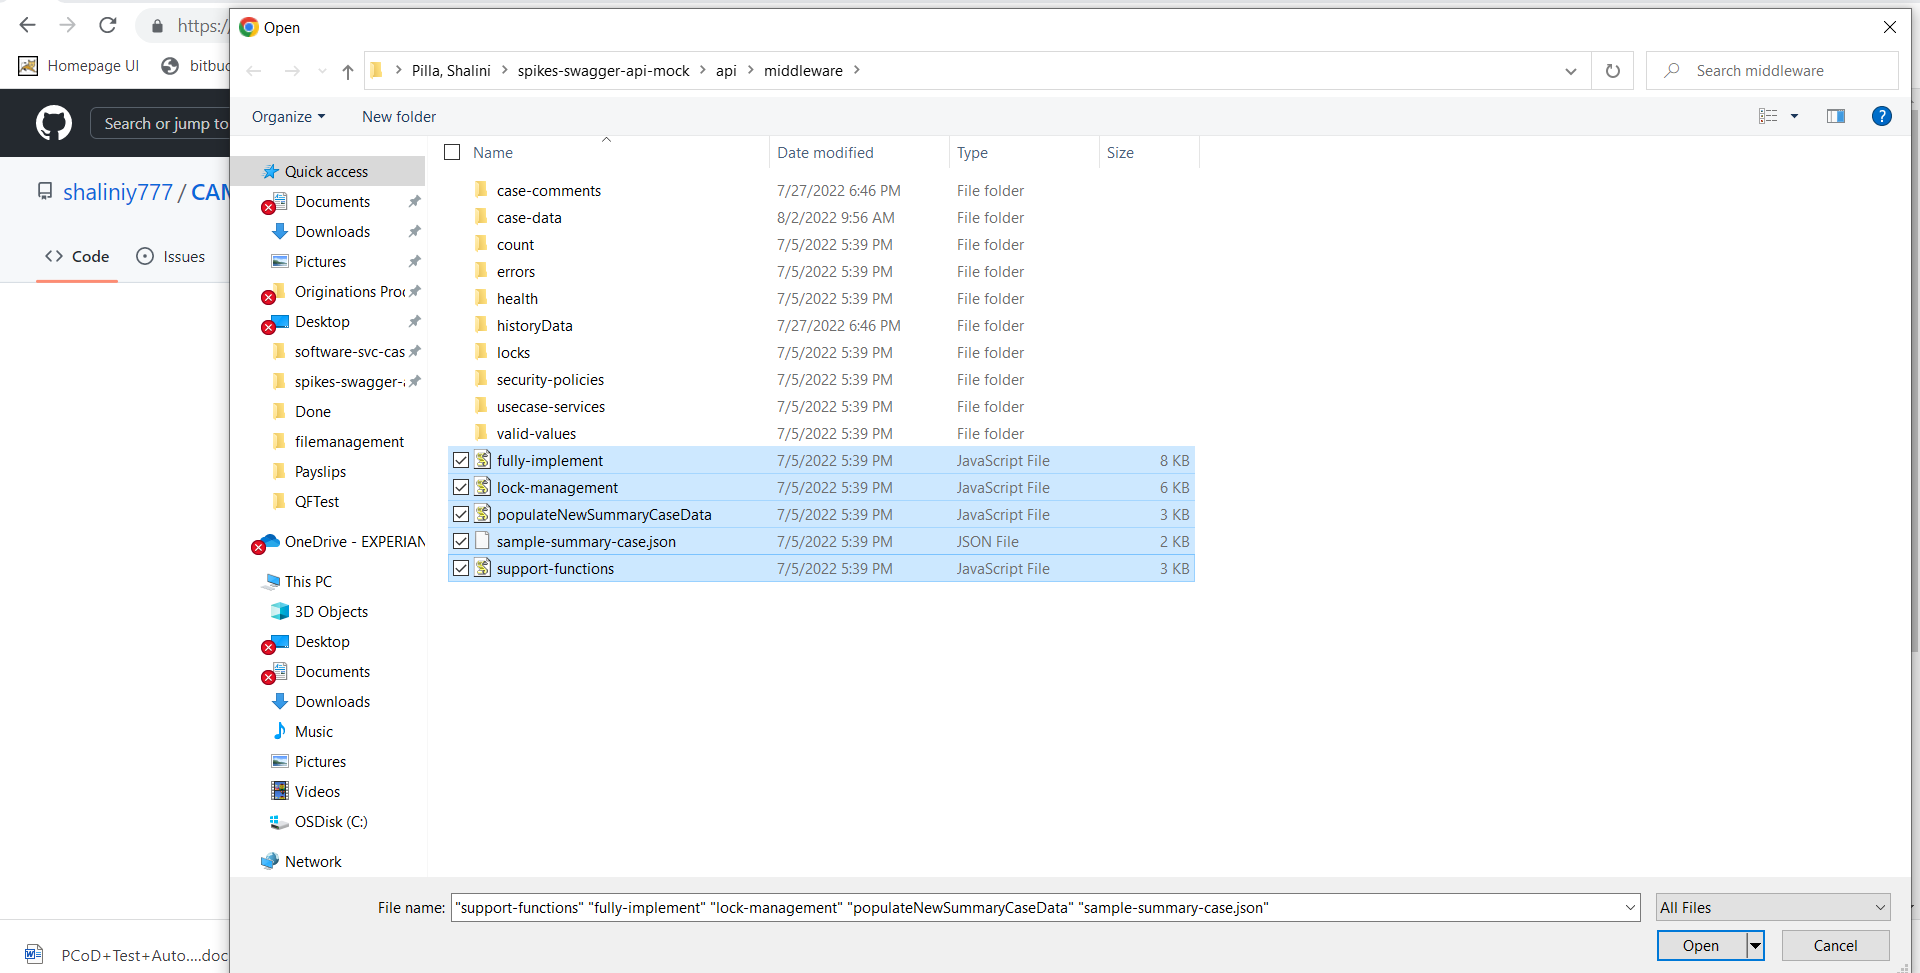 https:/
Homepage UI
bitbuc
Search or jump to
shaliniy777 / CAM
Code
Issues
PCoD+Test+Auto....doc
Open
Pilla, Shalini > spikes-swagger-api-mock > api > middleware >
Search middleware
Organize
New folder
Quick access
Documents
Downloads
Pictures
Originations Proc
Desktop
software-svc-cas
spikes-swagger-a
Done
filemanagement
Payslips
QFTest
OneDrive - EXPERIAN
This PC
3D Objects
Desktop
Documents
Downloads
Music
Pictures
Videos
OSDisk (C:)
Network
Name Date modified Type Size
case-comments 7/27/2022 6:46 PM File folder
case-data 8/2/2022 9:56 AM File folder
count 7/5/2022 5:39 PM File folder
errors 7/5/2022 5:39 PM File folder
health 7/5/2022 5:39 PM File folder
historyData 7/27/2022 6:46 PM File folder
locks 7/5/2022 5:39 PM File folder
security-policies 7/5/2022 5:39 PM File folder
usecase-services 7/5/2022 5:39 PM File folder
valid-values 7/5/2022 5:39 PM File folder
fully-implement 7/5/2022 5:39 PM JavaScript File 8 KB
lock-management 7/5/2022 5:39 PM JavaScript File 6 KB
populateNewSummaryCaseData 7/5/2022 5:39 PM JavaScript File 3 KB
sample-summary-case.json 7/5/2022 5:39 PM JSON File 2 KB
support-functions 7/5/2022 5:39 PM JavaScript File 3 KB
File name: "support-functions" "fully-implement" "lock-management" "populateNewSummaryCaseData" "sample-summary-case.json"
All Files
Open
Cancel